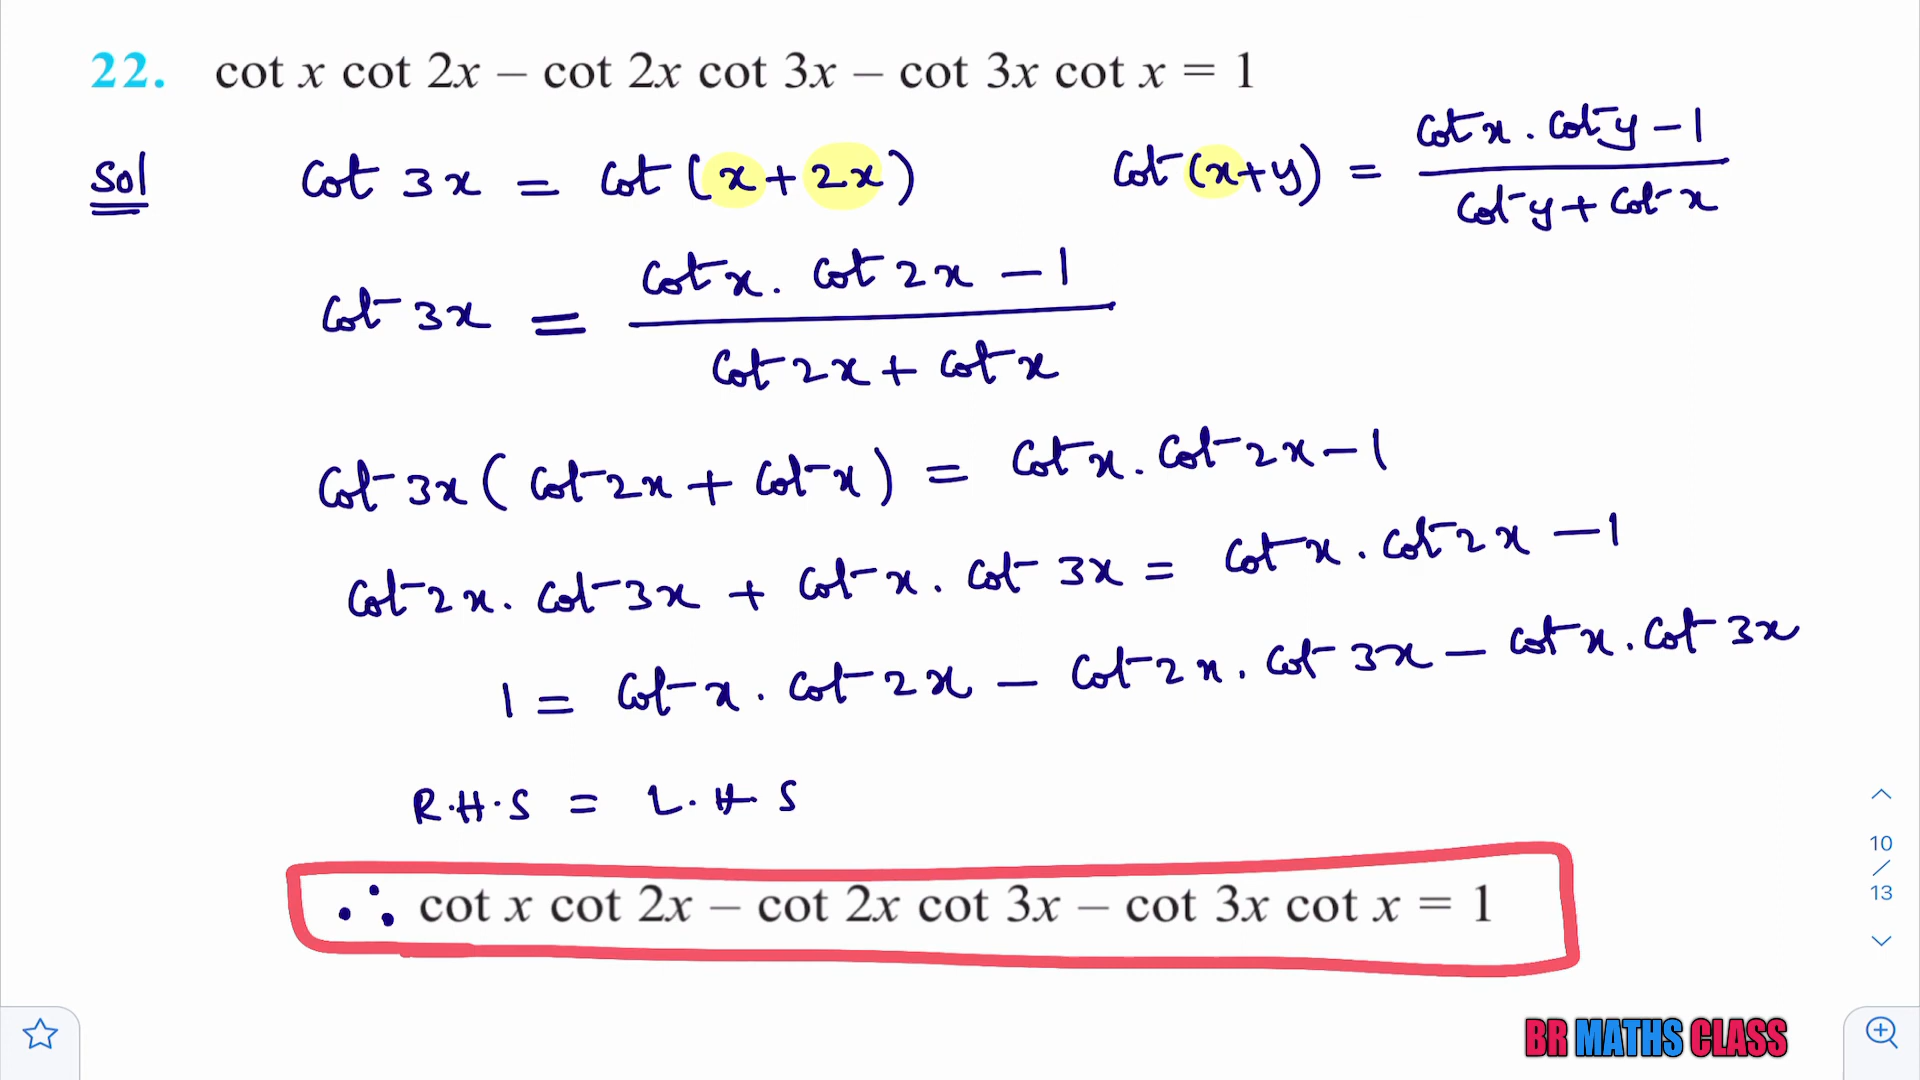 22. cot x cot 2x – cot 2x cot 3x – cot 3x cot x = 1
Sol cot 3x = cot (x + 2x)
cot (x+y) = (cot x . cot y – 1) / (cot y + cot x)
cot 3x = (cot x . cot 2x – 1) / (cot 2x + cot x)
cot 3x ( cot 2x + cot x ) = cot x . cot 2x – 1
cot 2x . cot 3x + cot x . cot 3x = cot x . cot 2x – 1
1 = cot x . cot 2x – cot 2x . cot 3x – cot x . cot 3x
R.H.S = L.H.S
∴ cot x cot 2x – cot 2x cot 3x – cot 3x cot x = 1
10
/
13
BR MATHS CLASS